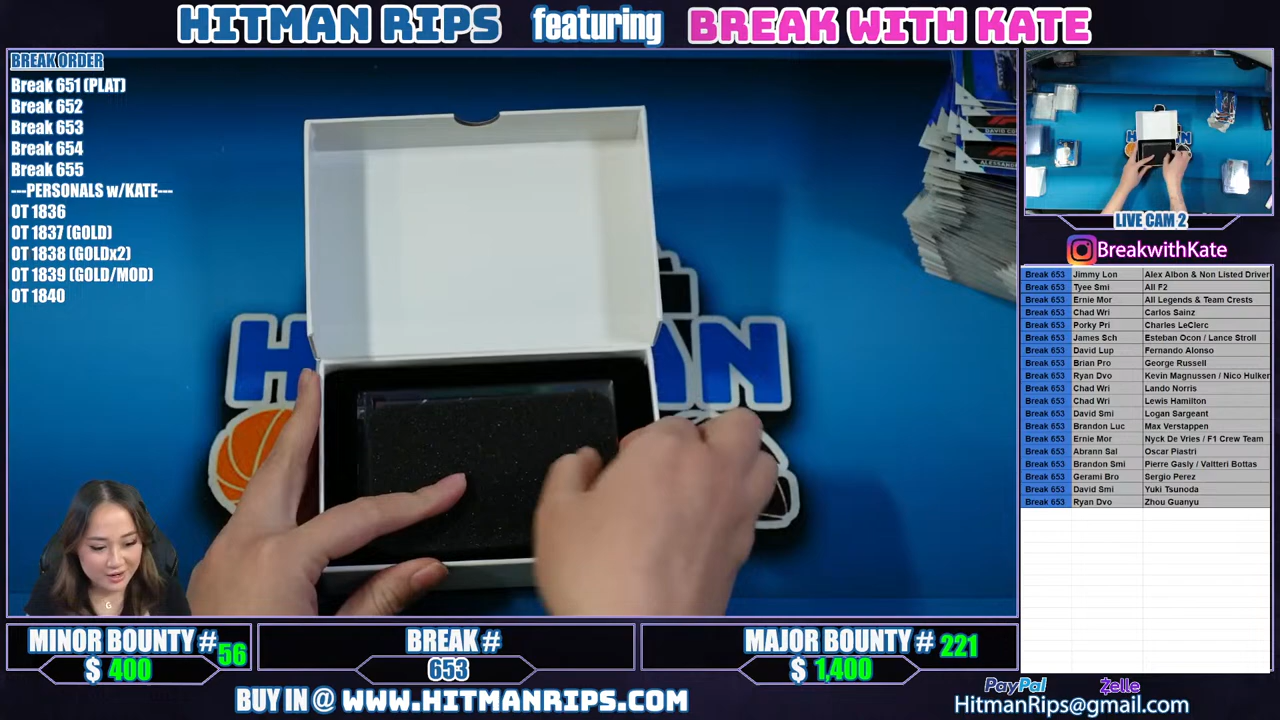 HITMAN RIPS featuring BREAK WITH KATE
BREAK ORDER
Break 651 (PLAT)
Break 652
Break 653
Break 654
Break 655
---PERSONALS w/KATE---
OT 1836
OT 1837 (GOLD)
OT 1838 (GOLDx2)
OT 1839 (GOLD/MOD)
OT 1840
LIVE CAM 2
BreakwithKate
Break 653 Jimmy Lon Alex Albon & Non Listed Driver
Break 653 Tyee Smi All F2
Break 653 Ernie Mor All Legends & Team Crests
Break 653 Chad Wri Carlos Sainz
Break 653 Porky Pri Charles LeClerc
Break 653 James Sch Esteban Ocon / Lance Stroll
Break 653 David Lup Fernando Alonso
Break 653 Brian Pro George Russell
Break 653 Ryan Dvo Kevin Magnussen / Nico Hulken
Break 653 Chad Wri Lando Norris
Break 653 Chad Wri Lewis Hamilton
Break 653 David Smi Logan Sargeant
Break 653 Brandon Luc Max Verstappen
Break 653 Ernie Mor Nyck De Vries / F1 Crew Team
Break 653 Abrann Sal Oscar Piastri
Break 653 Brandon Smi Pierre Gasly / Valtteri Bottas
Break 653 Gerami Bro Sergio Perez
Break 653 David Smi Yuki Tsunoda
Break 653 Ryan Dvo Zhou Guanyu
MINOR BOUNTY # 56
$ 400
BREAK #
653
MAJOR BOUNTY # 221
$ 1,400
BUY IN @ WWW.HITMANRIPS.COM
PayPal Zelle
HitmanRips@gmail.com